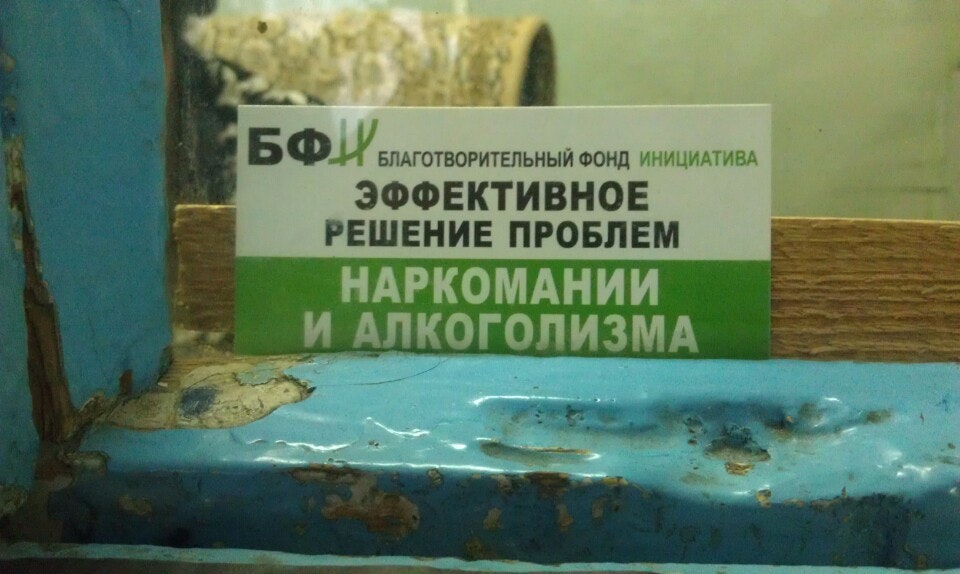 БФИ БЛАГОТВОРИТЕЛЬНЫЙ ФОНД ИНИЦИАТИВА
ЭФФЕКТИВНОЕ
РЕШЕНИЕ ПРОБЛЕМ
НАРКОМАНИИ
И АЛКОГОЛИЗМА